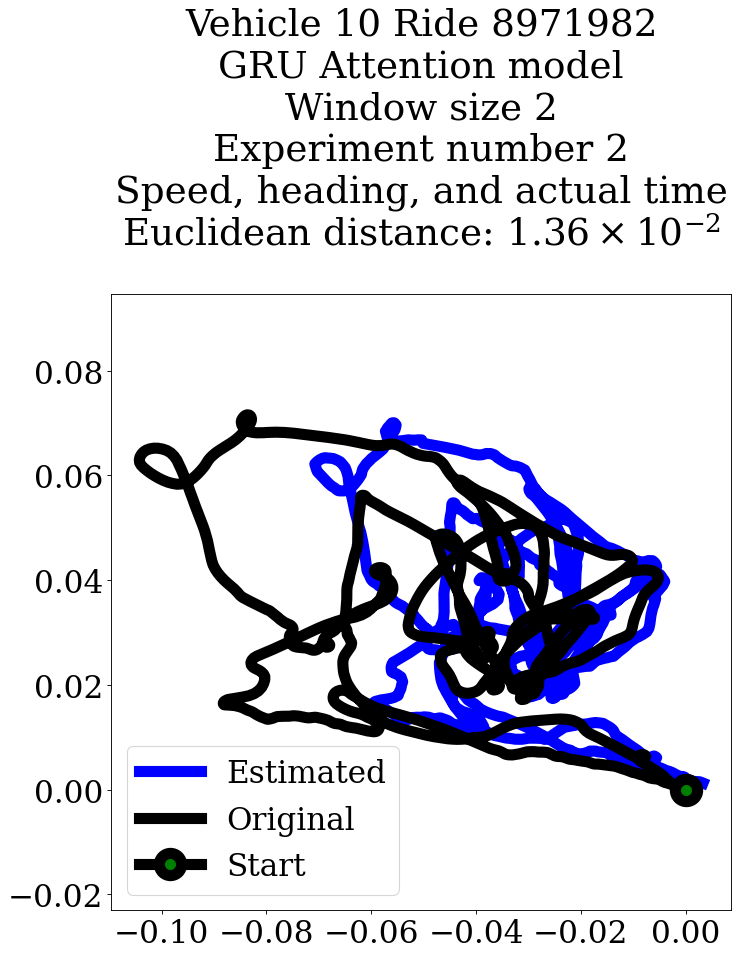 Vehicle 10 Ride 8971982
GRU Attention model
Window size 2
Experiment number 2
Speed, heading, and actual time
Euclidean distance: 1.36 × 10⁻²
0.08
0.06
0.04
0.02
0.00
−0.02
Estimated
Original
Start
−0.10 −0.08 −0.06 −0.04 −0.02 0.00